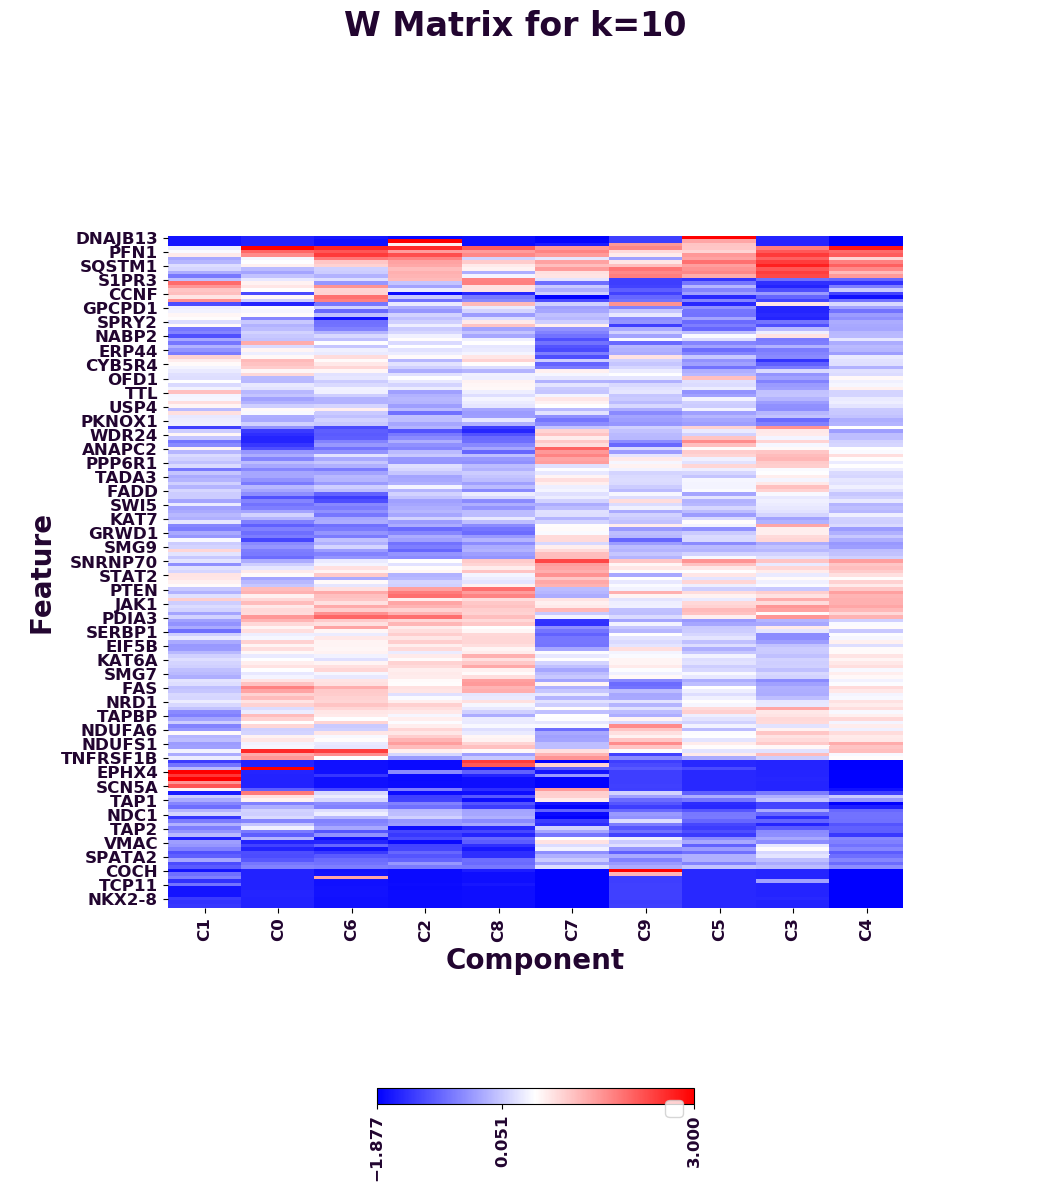 W Matrix for k=10
Feature
DNAJB13
PFN1
SQSTM1
S1PR3
CCNF
GPCPD1
SPRY2
NABP2
ERP44
CYB5R4
OFD1
TTL
USP4
PKNOX1
WDR24
ANAPC2
PPP6R1
TADA3
FADD
SWI5
KAT7
GRWD1
SMG9
SNRNP70
STAT2
PTEN
JAK1
PDIA3
SERBP1
EIF5B
KAT6A
SMG7
FAS
NRD1
TAPBP
NDUFA6
NDUFS1
TNFRSF1B
EPHX4
SCN5A
TAP1
NDC1
TAP2
VMAC
SPATA2
COCH
TCP11
NKX2-8
C1 C0 C6 C2 C8 C7 C9 C5 C3 C4
Component
−1.877 0.051 3.000